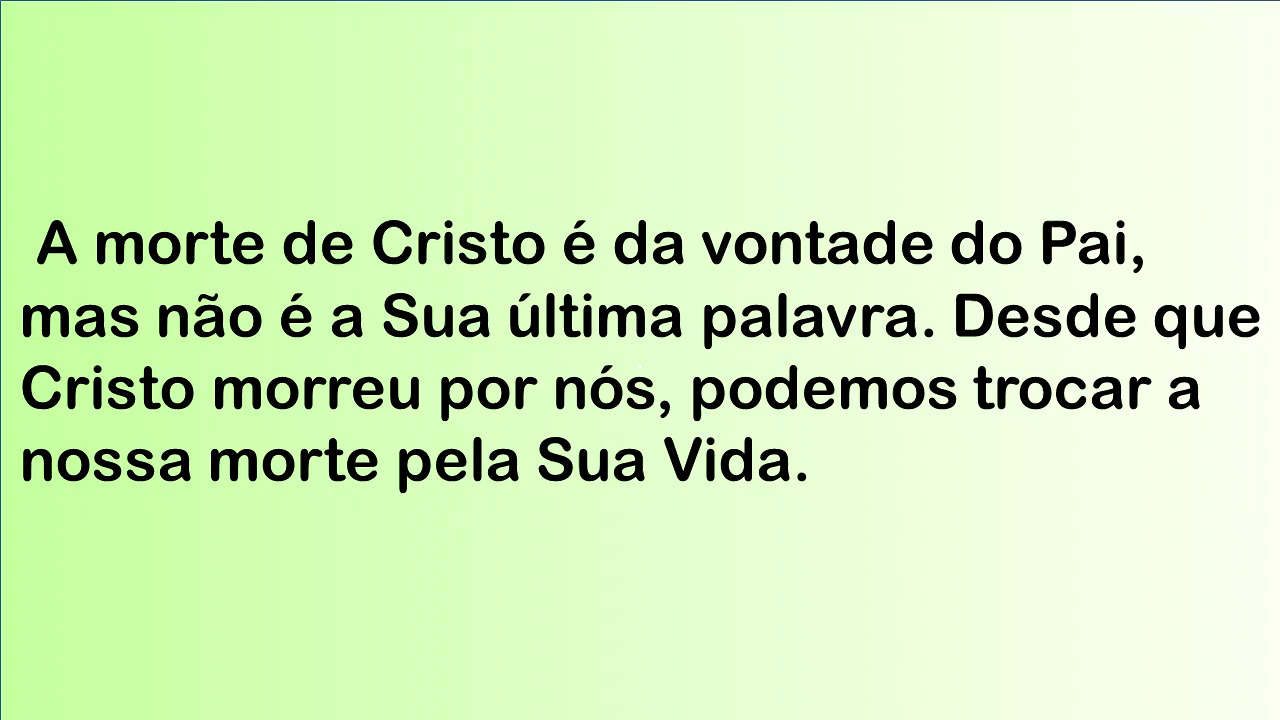 A morte de Cristo é da vontade do Pai,
mas não é a Sua última palavra. Desde que
Cristo morreu por nós, podemos trocar a
nossa morte pela Sua Vida.